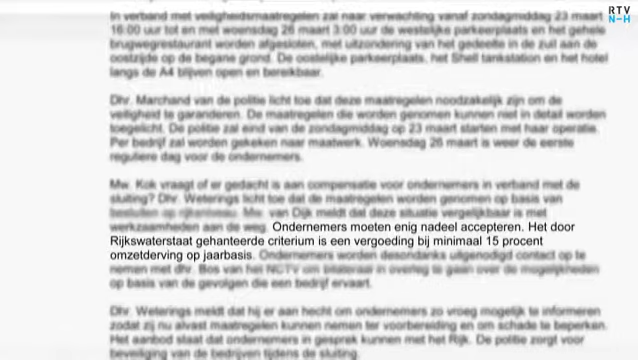 RTV
N-H
In verband met veiligheidsmaatregelen zal naar verwachting vanaf zondagmiddag 23 maart
16:00 uur tot en met woensdag 26 maart 3:00 uur de westelijke parkeerplaats en het gehele
brugwegrestaurant worden afgesloten, met uitzondering van het gedeelte in de zuil aan de
oostzijde op de begane grond. De oostelijke parkeerplaats, het Shell tankstation en het hotel
langs de A4 blijven open en bereikbaar.
Dhr. Marchand van de politie licht toe dat deze maatregelen noodzakelijk zijn om de
veiligheid te garanderen. De maatregelen die worden genomen kunnen niet in detail worden
toegelicht. De politie zal eind van de zondagmiddag op 23 maart starten met haar operatie.
Per bedrijf zal worden gekeken naar maatwerk. Woensdag 26 maart is weer de eerste
reguliere dag voor de ondernemers.
Mw. Kok vraagt of er gedacht is aan compensatie voor ondernemers in verband met de
sluiting? Dhr. Weterings licht toe dat de maatregelen worden genomen op basis van
besluiten op rijksniveau. Mw. van Dijk meldt dat deze situatie vergelijkbaar is met
werkzaamheden aan de weg. Ondernemers moeten enig nadeel accepteren. Het door
Rijkswaterstaat gehanteerde criterium is een vergoeding bij minimaal 15 procent
omzetderving op jaarbasis. Ondernemers worden desondanks uitgenodigd contact op te
nemen met dhr. Bos van het NCTV om bilateraal in overleg te gaan over de mogelijkheden
op basis van de gevolgen die een bedrijf ervaart.
Dhr. Weterings meldt dat hij er aan hecht om ondernemers zo vroeg mogelijk te informeren
zodat zij nu alvast maatregelen kunnen nemen ter voorbereiding en om schade te beperken.
Het aanbod staat dat ondernemers in gesprek kunnen met het Rijk. De politie zorgt voor
beveiliging van de bedrijven tijdens de sluiting.